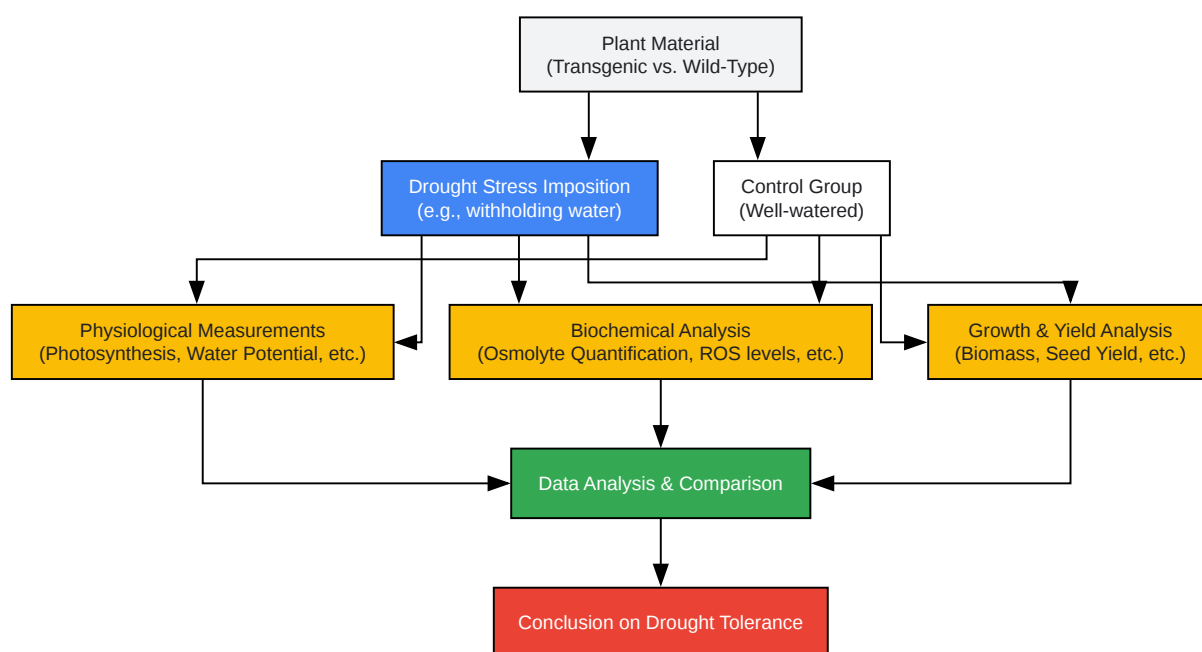 Plant Material
(Transgenic vs. Wild-Type)
Drought Stress Imposition
(e.g., withholding water)
Control Group
(Well-watered)
Physiological Measurements
(Photosynthesis, Water Potential, etc.)
Biochemical Analysis
(Osmolyte Quantification, ROS levels, etc.)
Growth & Yield Analysis
(Biomass, Seed Yield, etc.)
Data Analysis & Comparison
Conclusion on Drought Tolerance